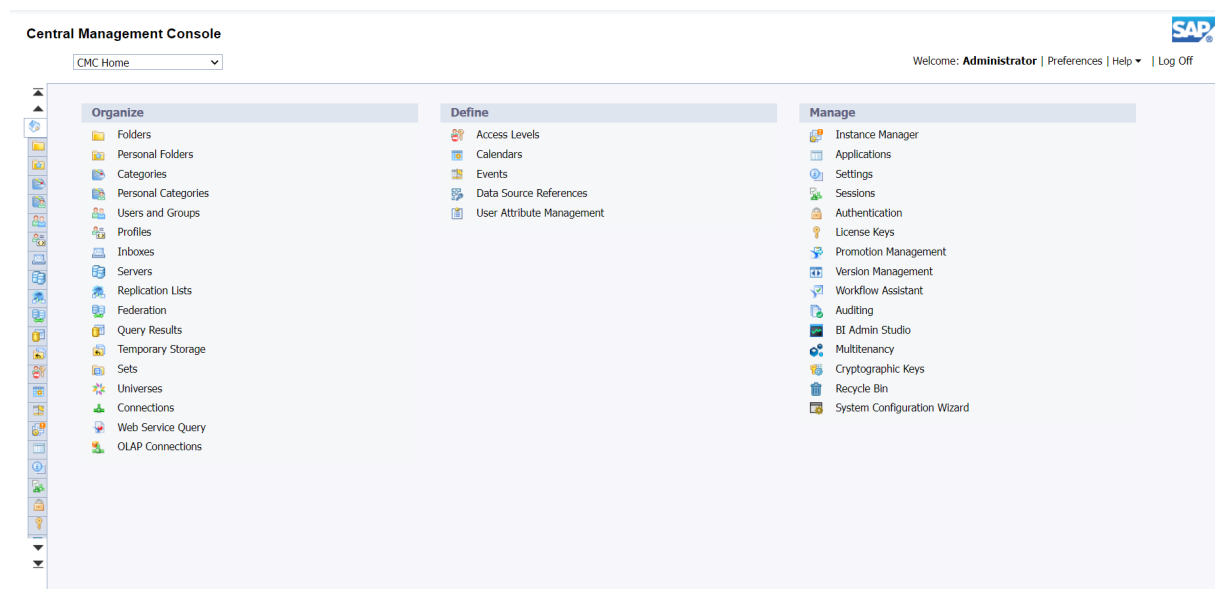 Central Management Console
SAP
®
CMC Home
Welcome: Administrator | Preferences | Help | Log Off
Organize
Folders
Personal Folders
Categories
Personal Categories
Users and Groups
Profiles
Inboxes
Servers
Replication Lists
Federation
Query Results
Temporary Storage
Sets
Universes
Connections
Web Service Query
OLAP Connections
Define
Access Levels
Calendars
Events
Data Source References
User Attribute Management
Manage
Instance Manager
Applications
Settings
Sessions
Authentication
License Keys
Promotion Management
Version Management
Workflow Assistant
Auditing
BI Admin Studio
Multitenancy
Cryptographic Keys
Recycle Bin
System Configuration Wizard